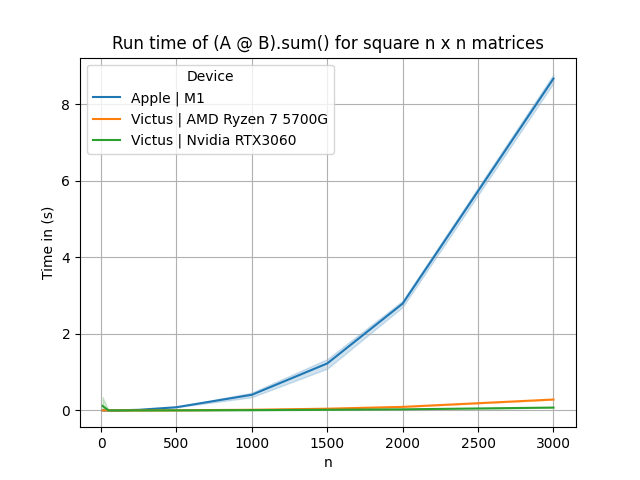 Run time of (A @ B).sum() for square n x n matrices
Device
Apple | M1
Victus | AMD Ryzen 7 5700G
Victus | Nvidia RTX3060
Time in (s)
8
6
4
2
0
0 500 1000 1500 2000 2500 3000
n